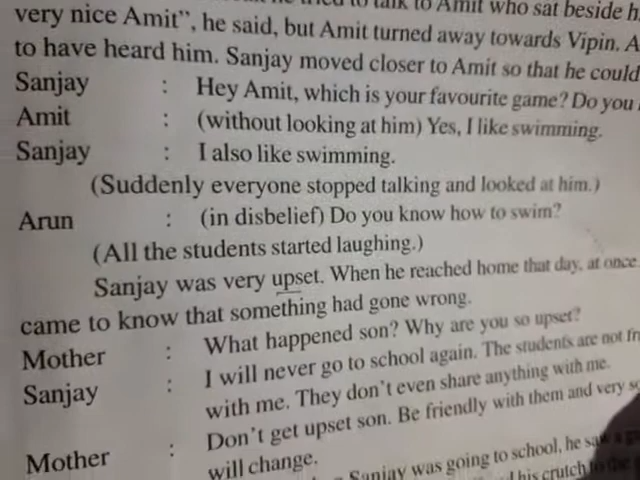 to talk to Amit who sat beside
very nice Amit”, he said, but Amit turned away towards Vipin.
to have heard him. Sanjay moved closer to Amit so that he could
Sanjay : Hey Amit, which is your favourite game? Do you
Amit : (without looking at him) Yes, I like swimming.
Sanjay : I also like swimming.
(Suddenly everyone stopped talking and looked at him.)
Arun : (in disbelief) Do you know how to swim?
(All the students started laughing.)
Sanjay was very upset. When he reached home that day, at once
came to know that something had gone wrong.
Mother : What happened son? Why are you so upset?
Sanjay : I will never go to school again. The students are not
with me. They don’t even share anything with me.
Mother : Don’t get upset son. Be friendly with them and very
will change.
Sanjay was going to school, he saw a
his crutch